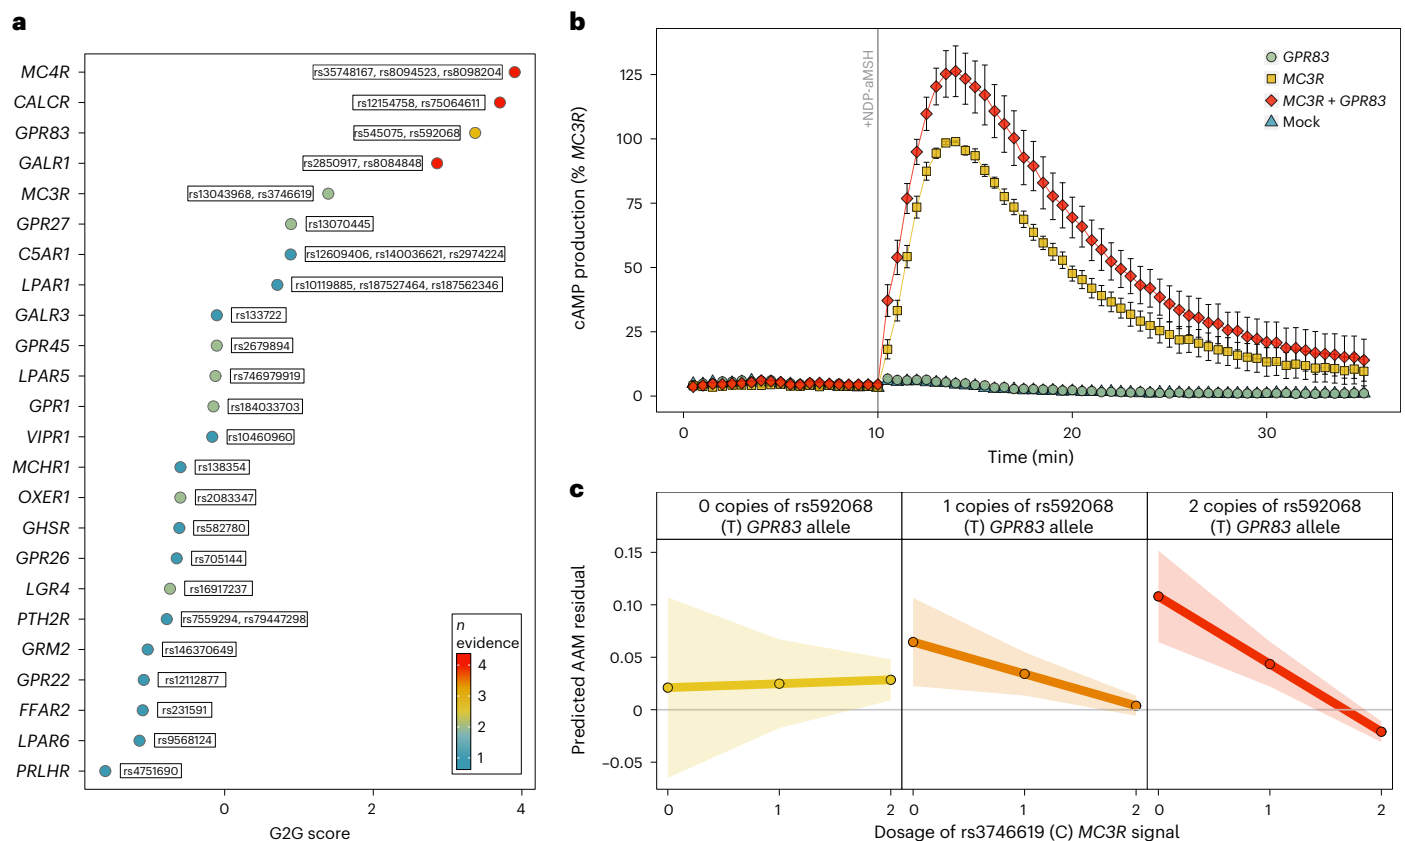 a
MC4R
rs35748167, rs8094523, rs8098204
CALCR
rs12154758, rs75064611
GPR83
rs545075, rs592068
GALR1
rs2850917, rs8084848
MC3R
rs13043968, rs3746619
GPR27
rs13070445
C5AR1
rs12609406, rs140036621, rs2974224
LPAR1
rs10119885, rs187527464, rs187562346
GALR3
rs133722
GPR45
rs2679894
LPAR5
rs746979919
GPR1
rs184033703
VIPR1
rs10460960
MCHR1
rs138354
OXER1
rs2083347
GHSR
rs582780
GPR26
rs705144
LGR4
rs16917237
PTH2R
rs7559294, rs79447298
GRM2
rs146370649
GPR22
rs12112877
FFAR2
rs231591
LPAR6
rs9568124
PRLHR
rs4751690
n
evidence
4
3
2
1
0 2 4
G2G score
b
cAMP production (% MC3R)
125
100
75
50
25
0
+NDP-aMSH
GPR83
MC3R
MC3R + GPR83
Mock
0 10 20 30
Time (min)
c
0 copies of rs592068
(T) GPR83 allele
1 copies of rs592068
(T) GPR83 allele
2 copies of rs592068
(T) GPR83 allele
Predicted AAM residual
0.15
0.10
0.05
0
–0.05
0 1 2 0 1 2 0 1 2
Dosage of rs3746619 (C) MC3R signal